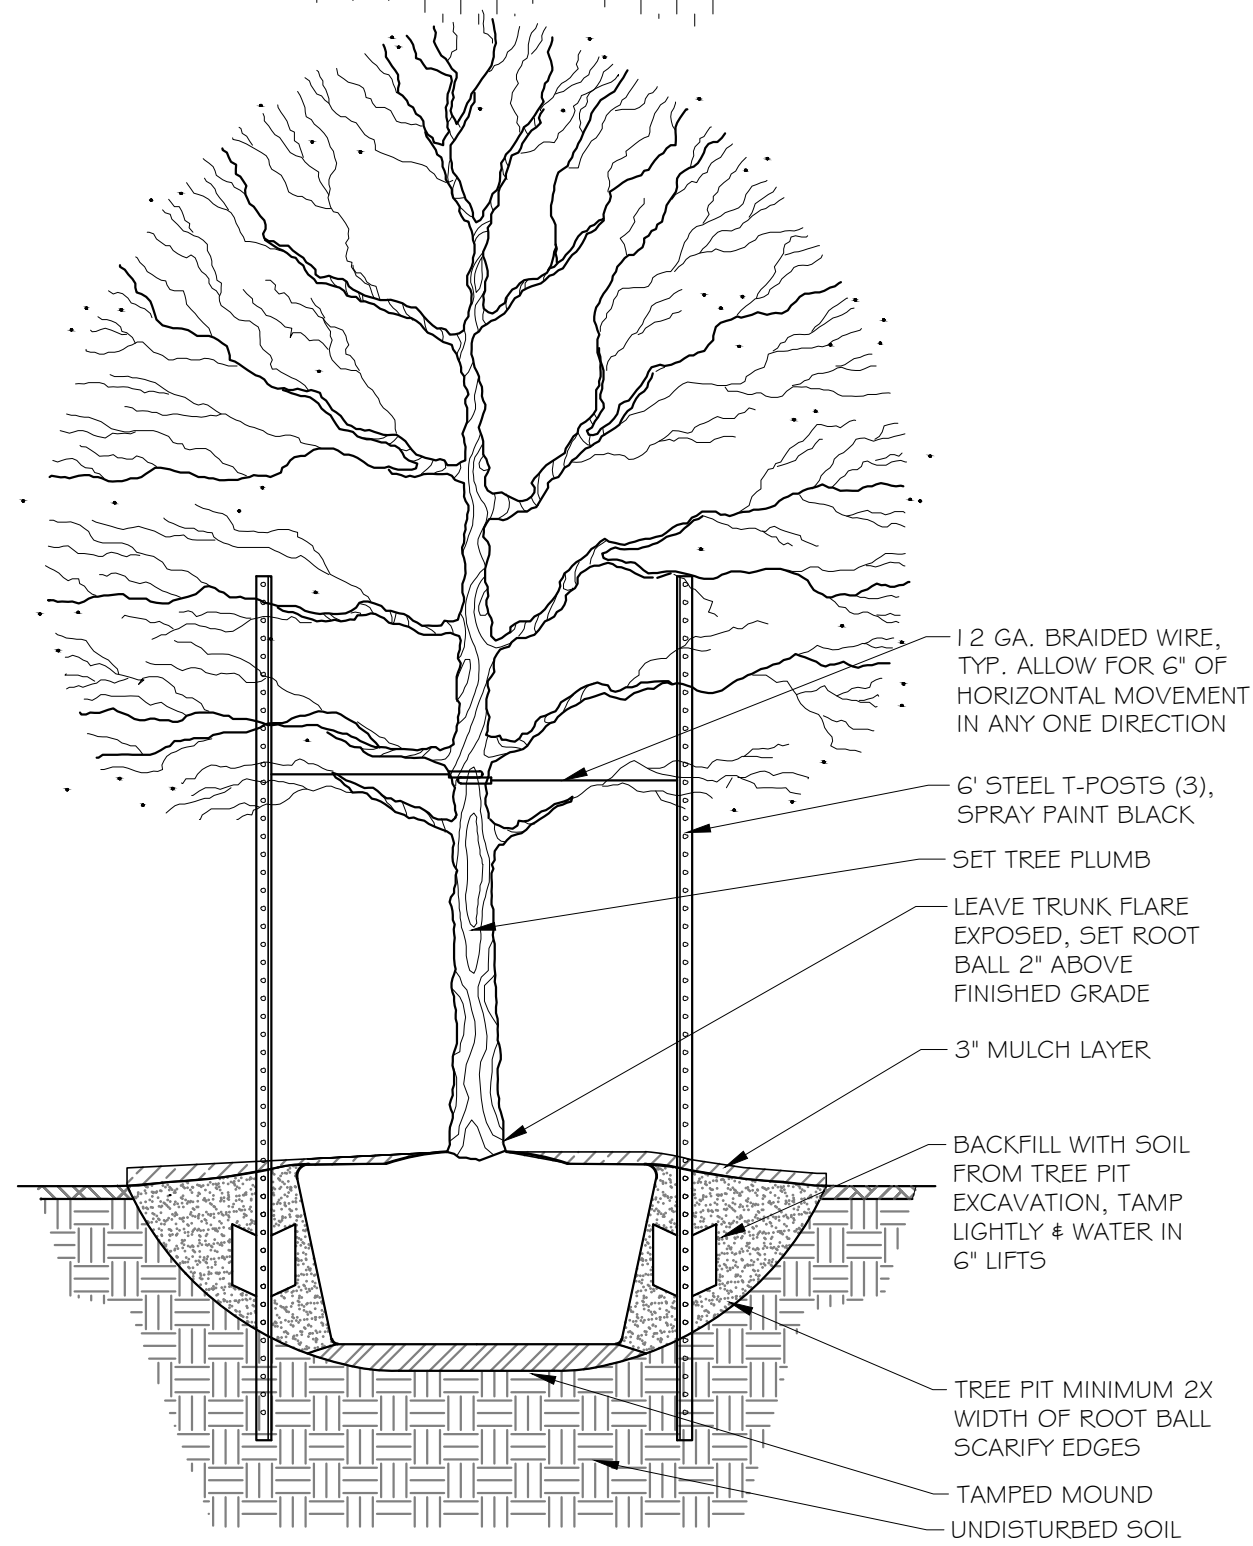 12 GA. BRAIDED WIRE,
TYP. ALLOW FOR 6" OF
HORIZONTAL MOVEMENT
IN ANY ONE DIRECTION
6' STEEL T-POSTS (3),
SPRAY PAINT BLACK
SET TREE PLUMB
LEAVE TRUNK FLARE
EXPOSED, SET ROOT
BALL 2" ABOVE
FINISHED GRADE
3" MULCH LAYER
BACKFILL WITH SOIL
FROM TREE PIT
EXCAVATION, TAMP
LIGHTLY & WATER IN
6" LIFTS
TREE PIT MINIMUM 2X
WIDTH OF ROOT BALL
SCARIFY EDGES
TAMPED MOUND
UNDISTURBED SOIL